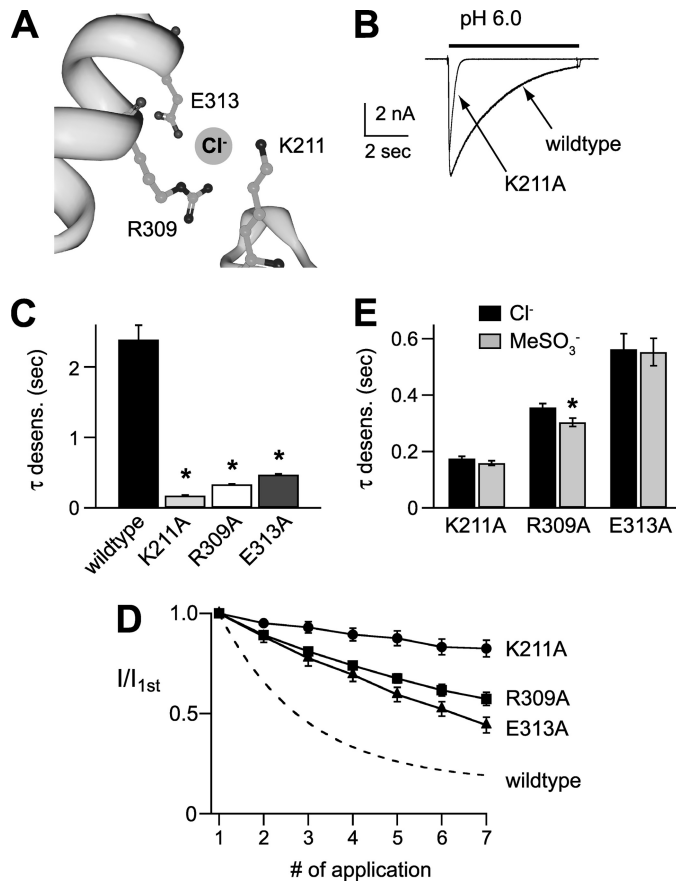 A
E313
Cl-
K211
R309
B
pH 6.0
2 nA
2 sec
wildtype
K211A
C
τ desens. (sec)
2
1
0
*
*
*
wildtype
K211A
R309A
E313A
E
Cl-
MeSO3-
τ desens. (sec)
0.6
0.4
0.2
0
*
K211A
R309A
E313A
D
I/I1st
1.0
0.5
0
K211A
R309A
E313A
wildtype
1 2 3 4 5 6 7
# of application